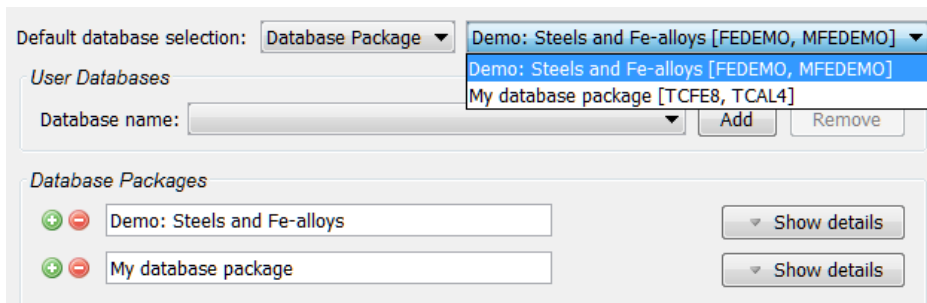 Default database selection: Database Package Demo: Steels and Fe-alloys [FEDEMO, MFEDEMO]
Demo: Steels and Fe-alloys [FEDEMO, MFEDEMO]
User Databases
My database package [TCFE8, TCAL4]
Database name: Add Remove
Database Packages
Demo: Steels and Fe-alloys Show details
My database package Show details